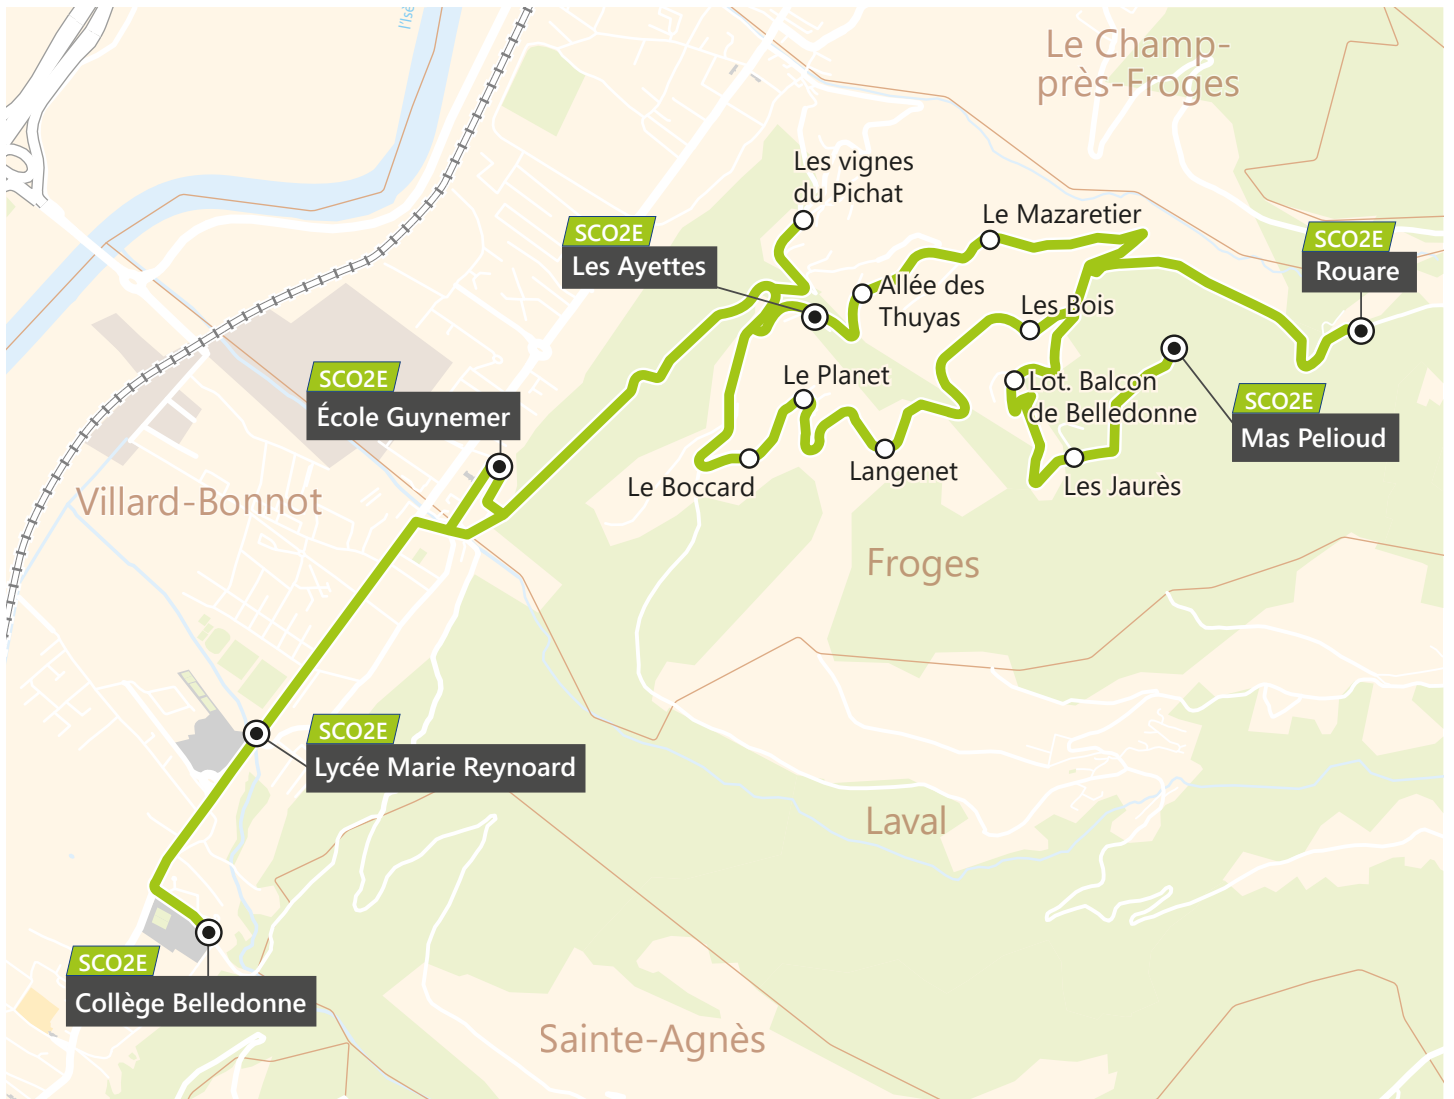 l'Isè
Le Champ-
près-Froges
Les vignes
du Pichat
Le Mazaretier
SCO2E
Les Ayettes
SCO2E
Rouare
Allée des
Thuyas
Les Bois
SCO2E
École Guynemer
Le Planet
Lot. Balcon
de Belledonne
SCO2E
Mas Pelioud
Villard-Bonnot
Le Boccard
Langenet
Les Jaurès
Froges
SCO2E
Lycée Marie Reynoard
Laval
SCO2E
Collège Belledonne
Sainte-Agnès